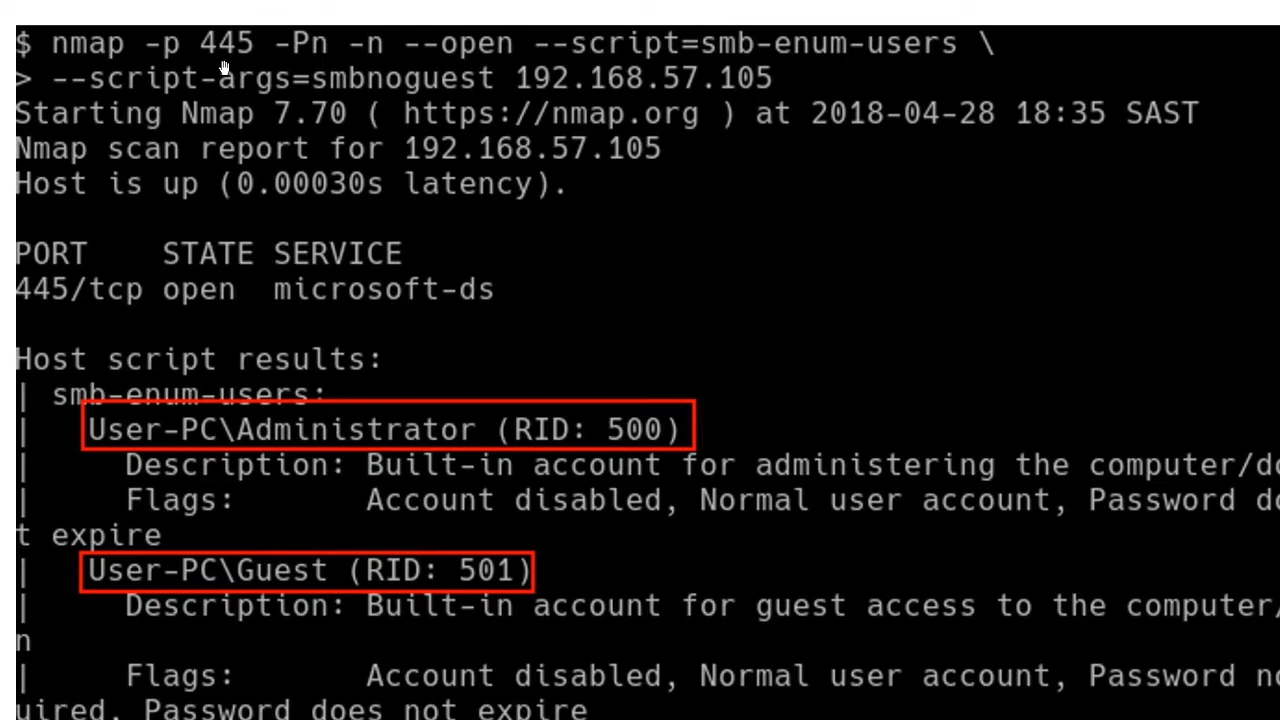 $ nmap -p 445 -Pn -n --open --script=smb-enum-users \
> --script-args=smbnoguest 192.168.57.105
Starting Nmap 7.70 ( https://nmap.org ) at 2018-04-28 18:35 SAST
Nmap scan report for 192.168.57.105
Host is up (0.00030s latency).
PORT    STATE SERVICE
445/tcp open  microsoft-ds
Host script results:
| smb-enum-users:
|   User-PC\Administrator (RID: 500)
|     Description: Built-in account for administering the computer/do
|     Flags:       Account disabled, Normal user account, Password do
t expire
|   User-PC\Guest (RID: 501)
|     Description: Built-in account for guest access to the computer/
n
|     Flags:       Account disabled, Normal user account, Password no
uired, Password does not expire